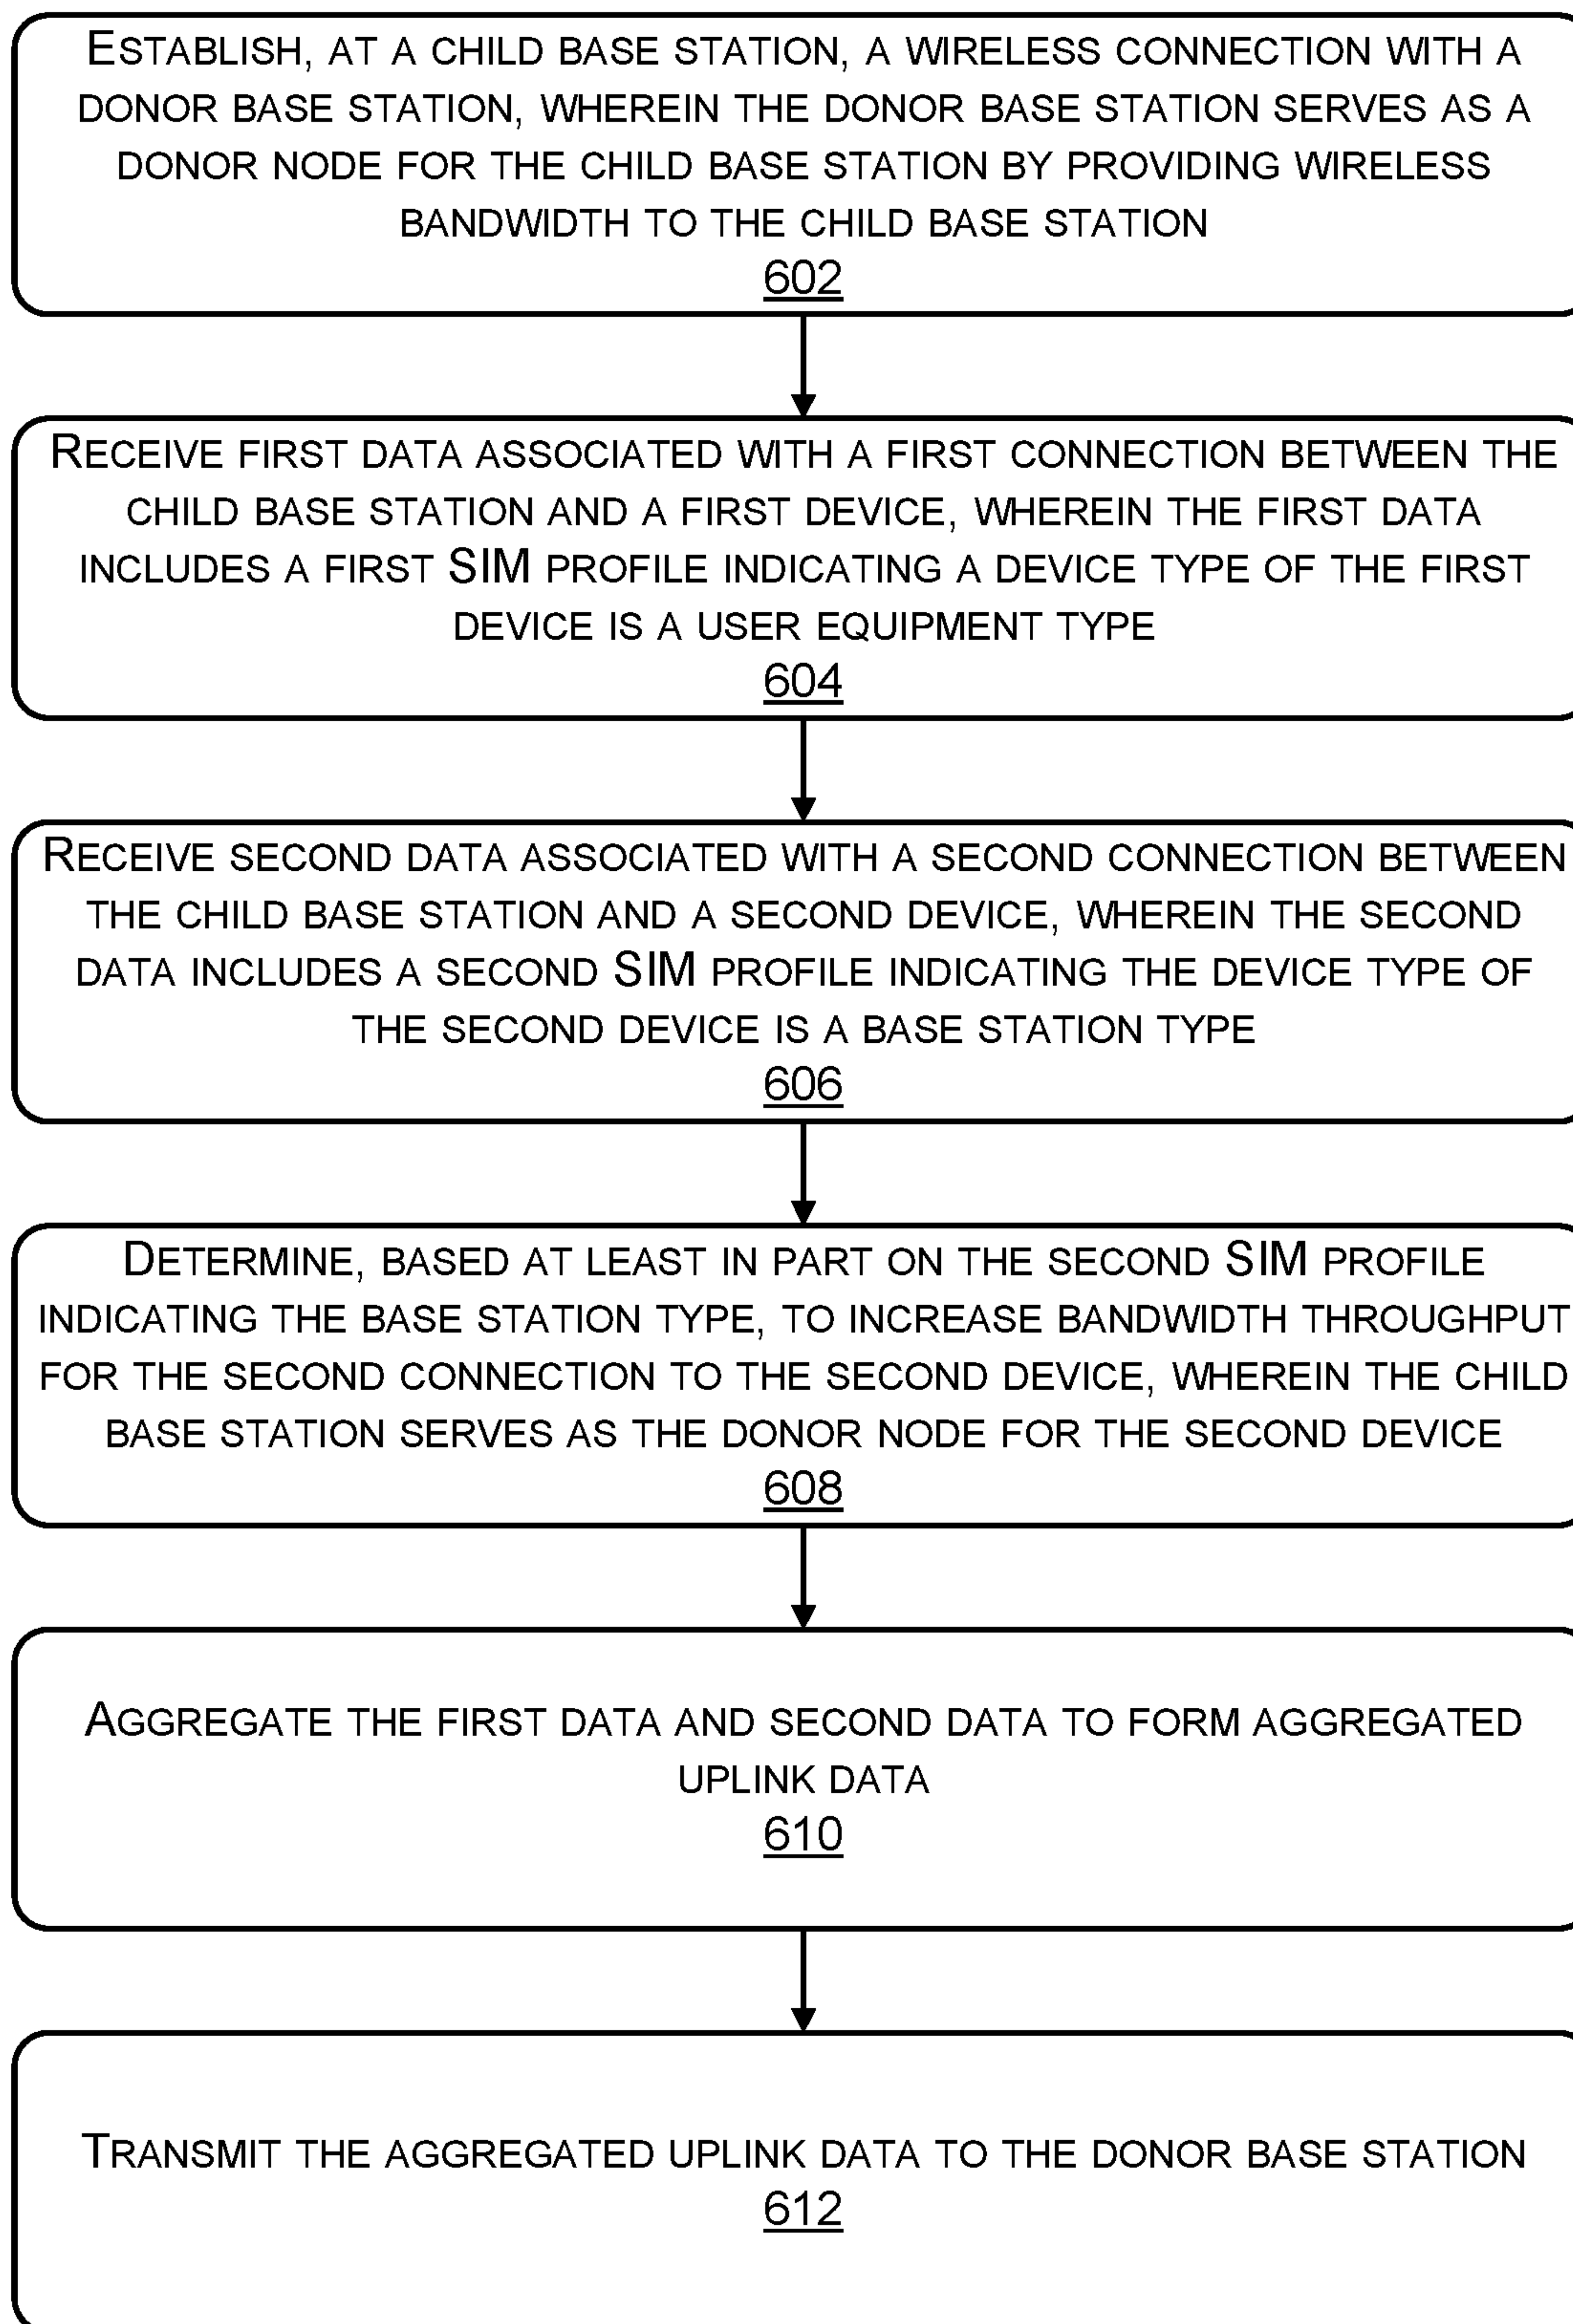 ESTABLISH, AT A CHILD BASE STATION, A WIRELESS CONNECTION WITH A
DONOR BASE STATION, WHEREIN THE DONOR BASE STATION SERVES AS A
DONOR NODE FOR THE CHILD BASE STATION BY PROVIDING WIRELESS
BANDWIDTH TO THE CHILD BASE STATION
602
RECEIVE FIRST DATA ASSOCIATED WITH A FIRST CONNECTION BETWEEN THE
CHILD BASE STATION AND A FIRST DEVICE, WHEREIN THE FIRST DATA
INCLUDES A FIRST SIM PROFILE INDICATING A DEVICE TYPE OF THE FIRST
DEVICE IS A USER EQUIPMENT TYPE
604
RECEIVE SECOND DATA ASSOCIATED WITH A SECOND CONNECTION BETWEEN
THE CHILD BASE STATION AND A SECOND DEVICE, WHEREIN THE SECOND
DATA INCLUDES A SECOND SIM PROFILE INDICATING THE DEVICE TYPE OF
THE SECOND DEVICE IS A BASE STATION TYPE
606
DETERMINE, BASED AT LEAST IN PART ON THE SECOND SIM PROFILE
INDICATING THE BASE STATION TYPE, TO INCREASE BANDWIDTH THROUGHPUT
FOR THE SECOND CONNECTION TO THE SECOND DEVICE, WHEREIN THE CHILD
BASE STATION SERVES AS THE DONOR NODE FOR THE SECOND DEVICE
608
AGGREGATE THE FIRST DATA AND SECOND DATA TO FORM AGGREGATED
UPLINK DATA
610
TRANSMIT THE AGGREGATED UPLINK DATA TO THE DONOR BASE STATION
612